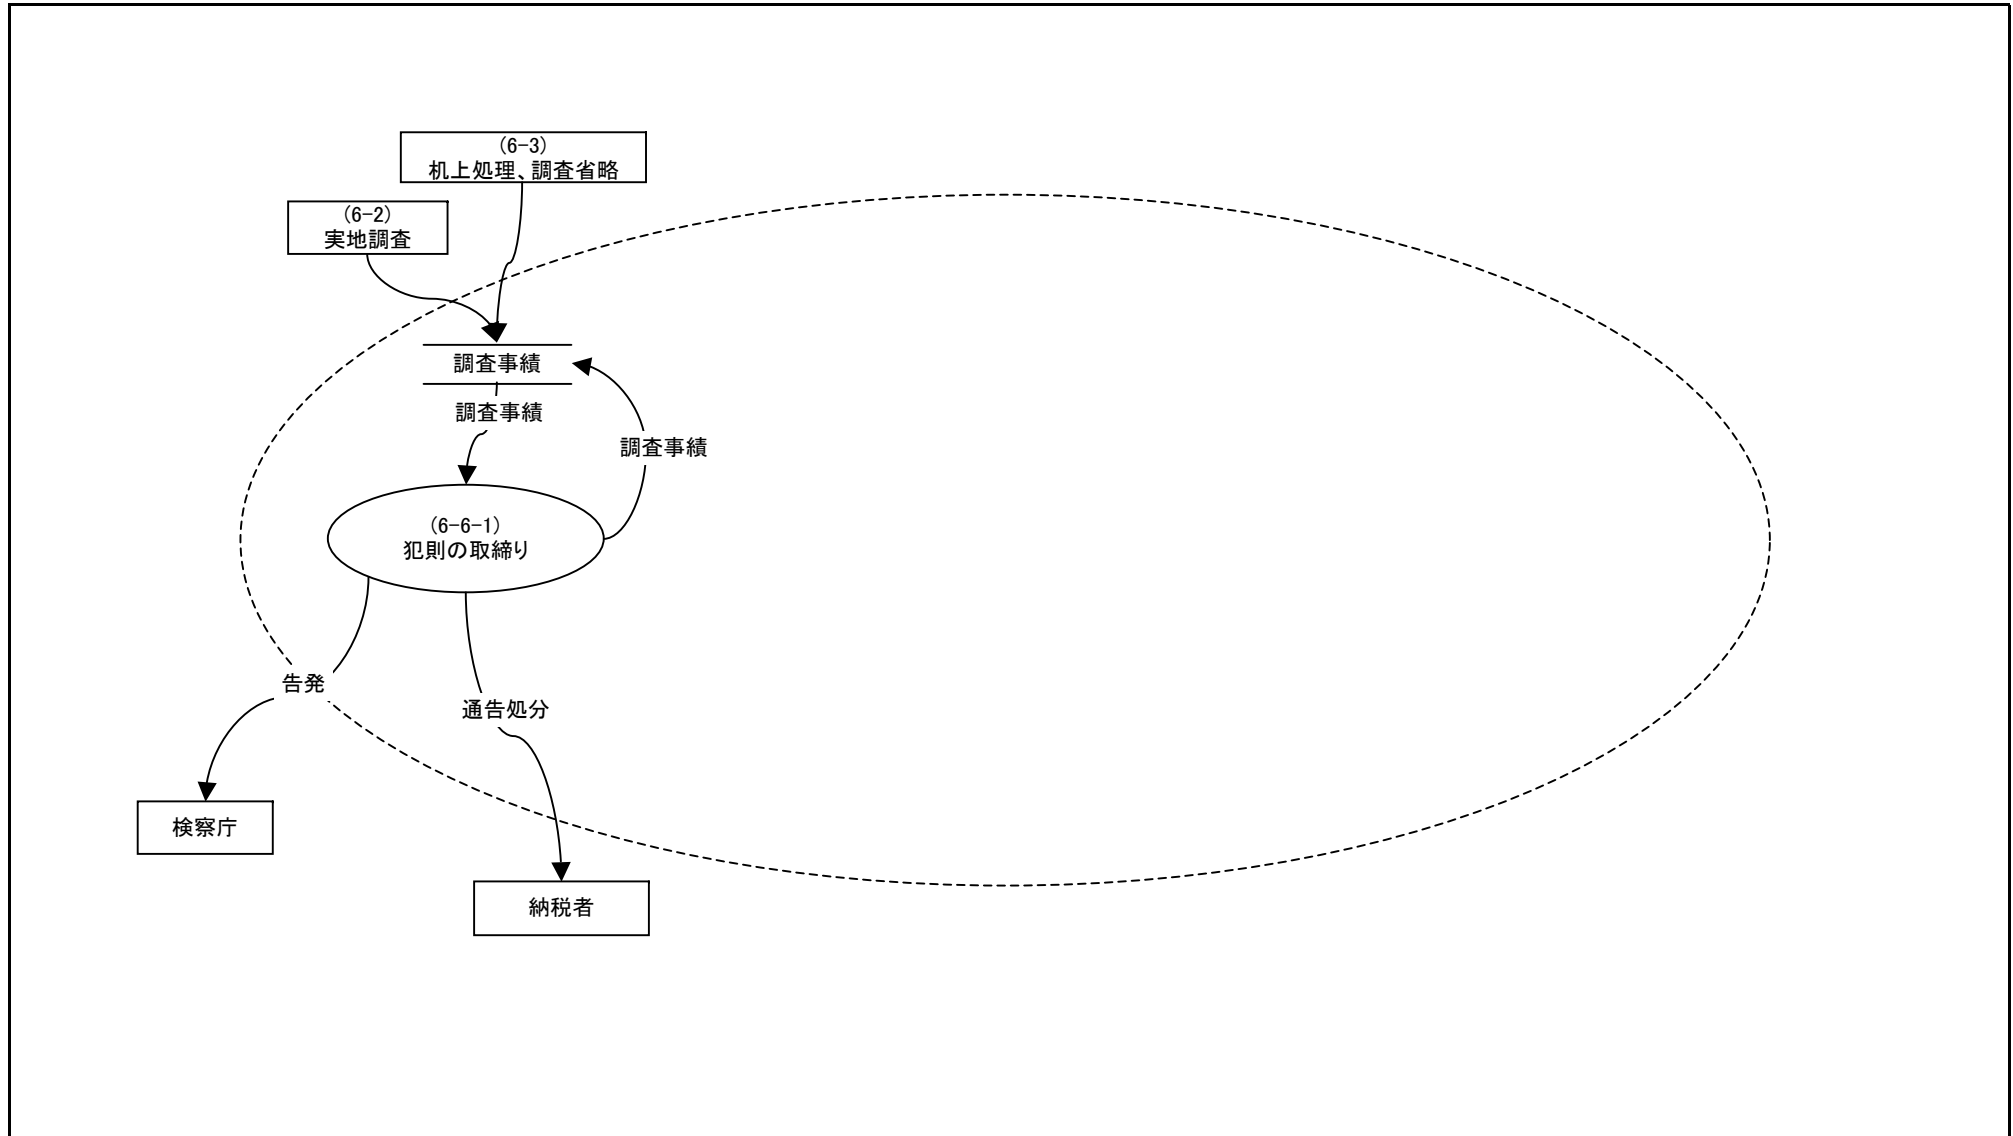 (6-3)
机上処理、調査省略
(6-2)
実地調査
調査事績
調査事績
調査事績
(6-6-1)
犯則の取締り
告発
通告処分
検察庁
納税者